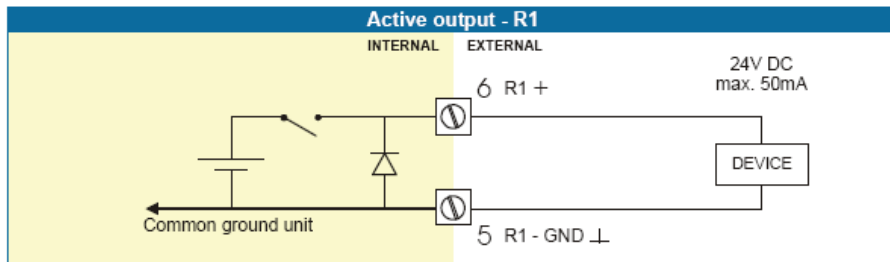 Active output - R1
INTERNAL EXTERNAL
6 R1 +
24V DC
max. 50mA
DEVICE
Common ground unit
5 R1 - GND ⊥